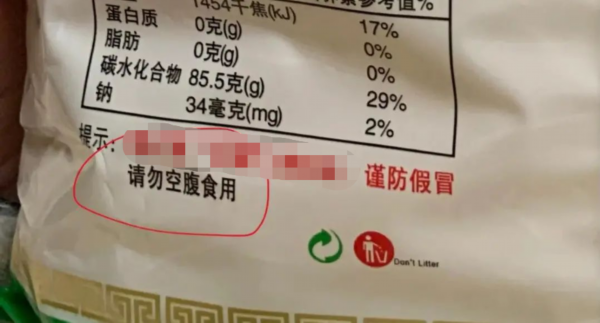 1454千焦(KJ) 17%
蛋白质 0克(g) 0%
脂肪 0克(g) 0%
碳水化合物 85.5克(g) 29%
钠 34毫克(mg) 2%
提示:
谨防假冒
请勿空腹食用
Don't Litter